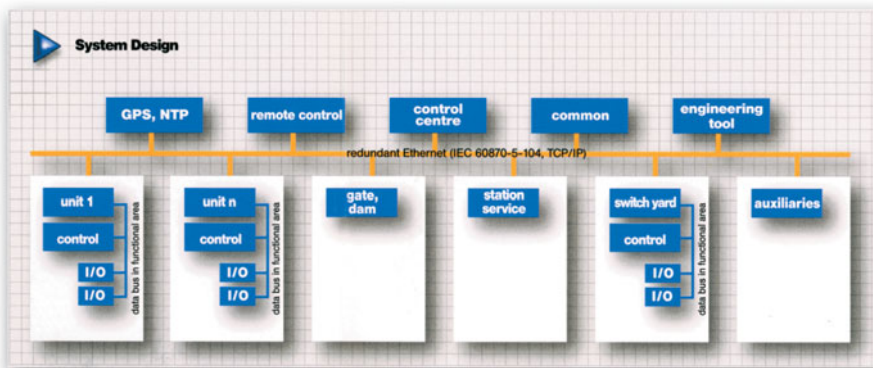 System Design
GPS, NTP
remote control
control
centre
common
engineering
tool
redundant Ethernet (IEC 60870-5-104, TCP/IP)
unit 1
control
I/O
I/O
data bus in functional area
unit n
control
I/O
I/O
data bus in functional area
gate,
dam
station
service
switch yard
control
I/O
I/O
data bus in functional area
auxiliaries